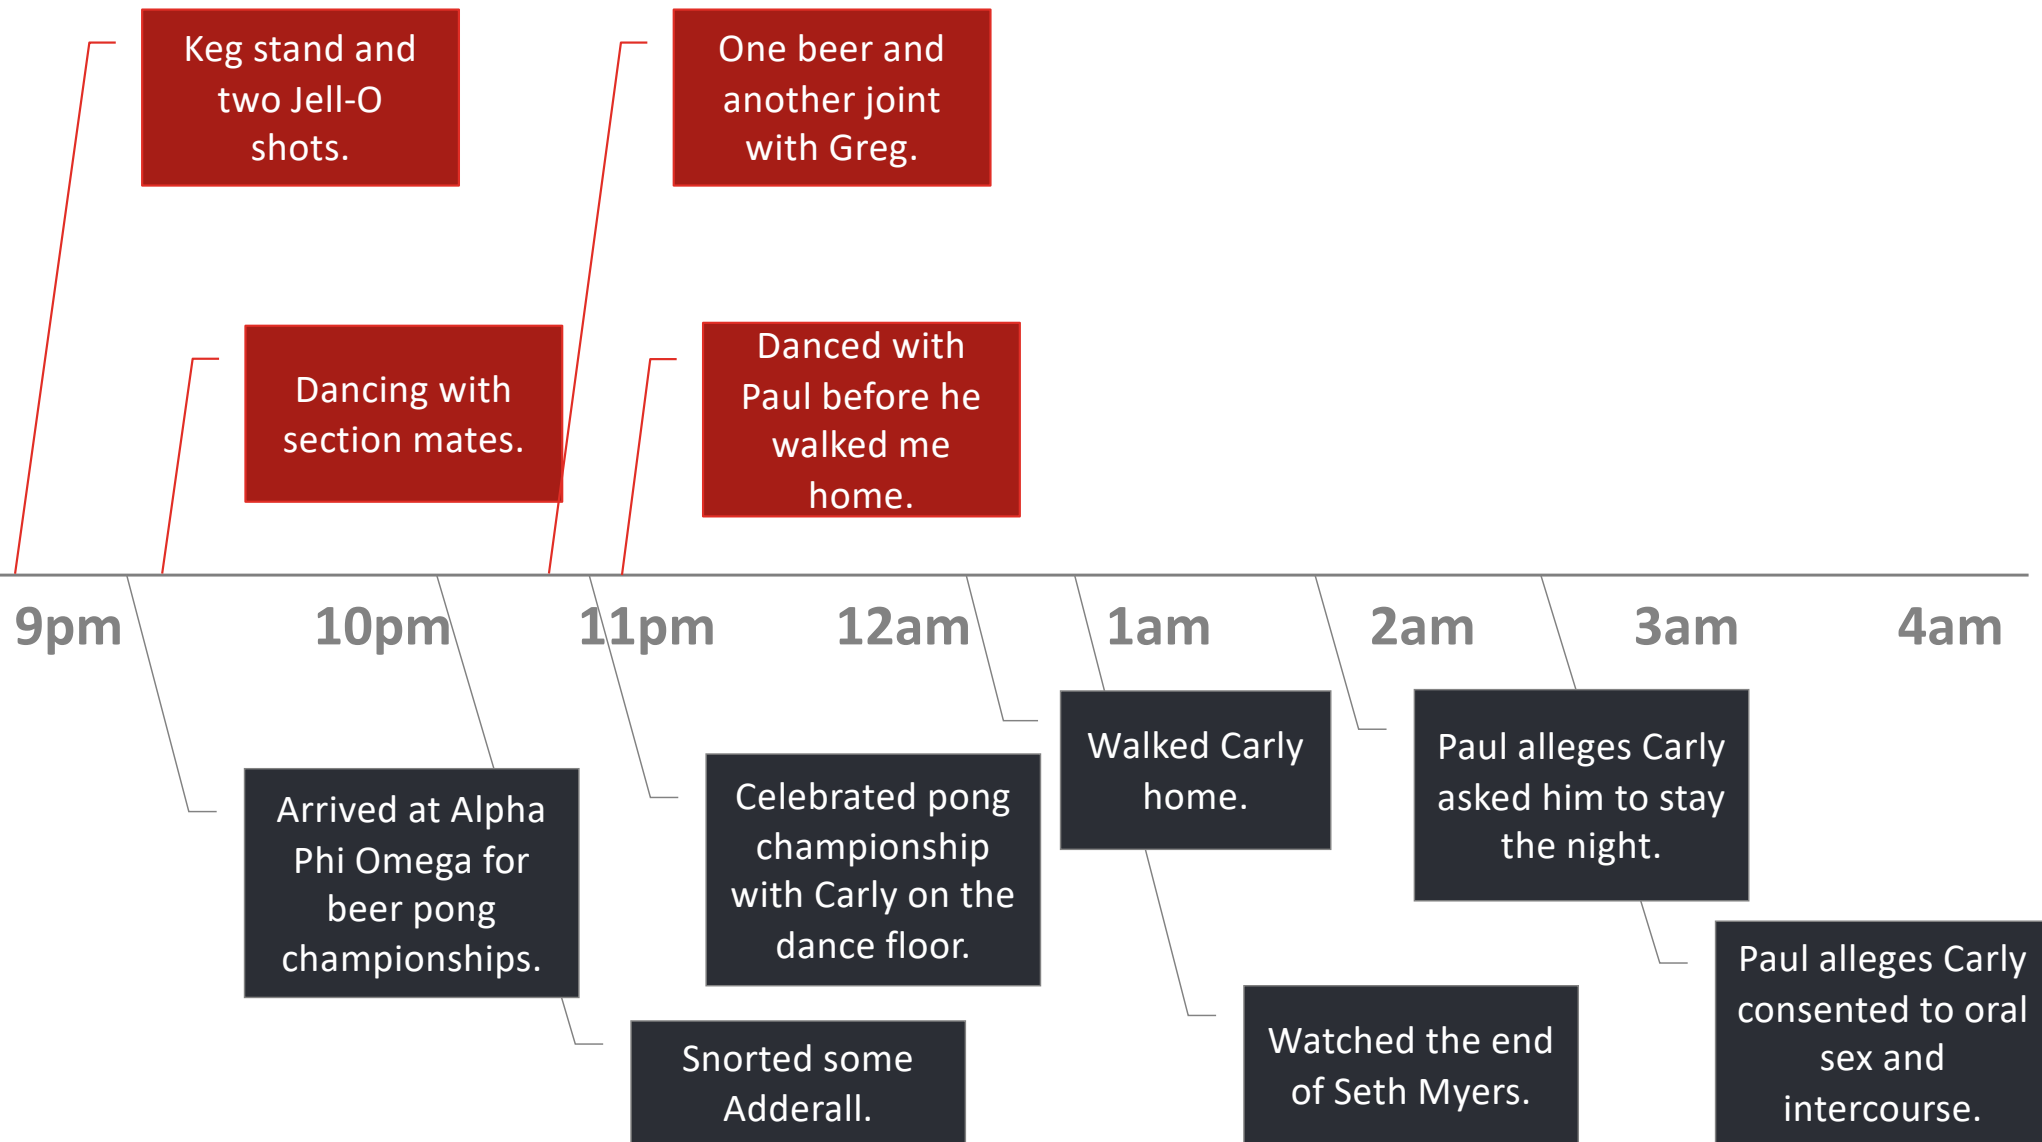 Keg stand and
two Jell-O
shots.
One beer and
another joint
with Greg.
Dancing with
section mates.
Danced with
Paul before he
walked me
home.
9pm
10pm
11pm
12am
1am
2am
3am
4am
Arrived at Alpha
Phi Omega for
beer pong
championships.
Snorted some
Adderall.
Celebrated pong
championship
with Carly on the
dance floor.
Walked Carly
home.
Watched the end
of Seth Myers.
Paul alleges Carly
asked him to stay
the night.
Paul alleges Carly
consented to oral
sex and
intercourse.